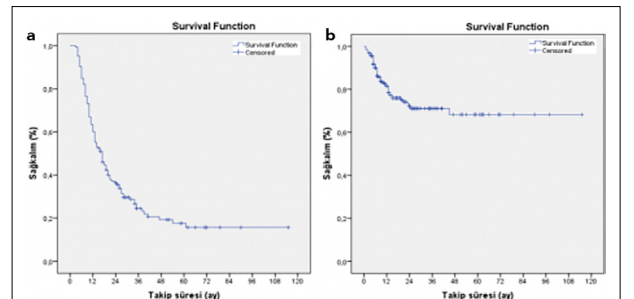 a
Survival Function
Survival Function
Censored
Sağkalım (%)
1,0
0,8
0,6
0,4
0,2
0,0
0 12 24 36 48 60 72 84 96 108 120
Takip süresi (ay)
b
Survival Function
Survival Function
Censored
Sağkalım (%)
1,0
0,8
0,6
0,4
0,2
0,0
0 12 24 36 48 60 72 84 96 108 120
Takip süresi (ay)